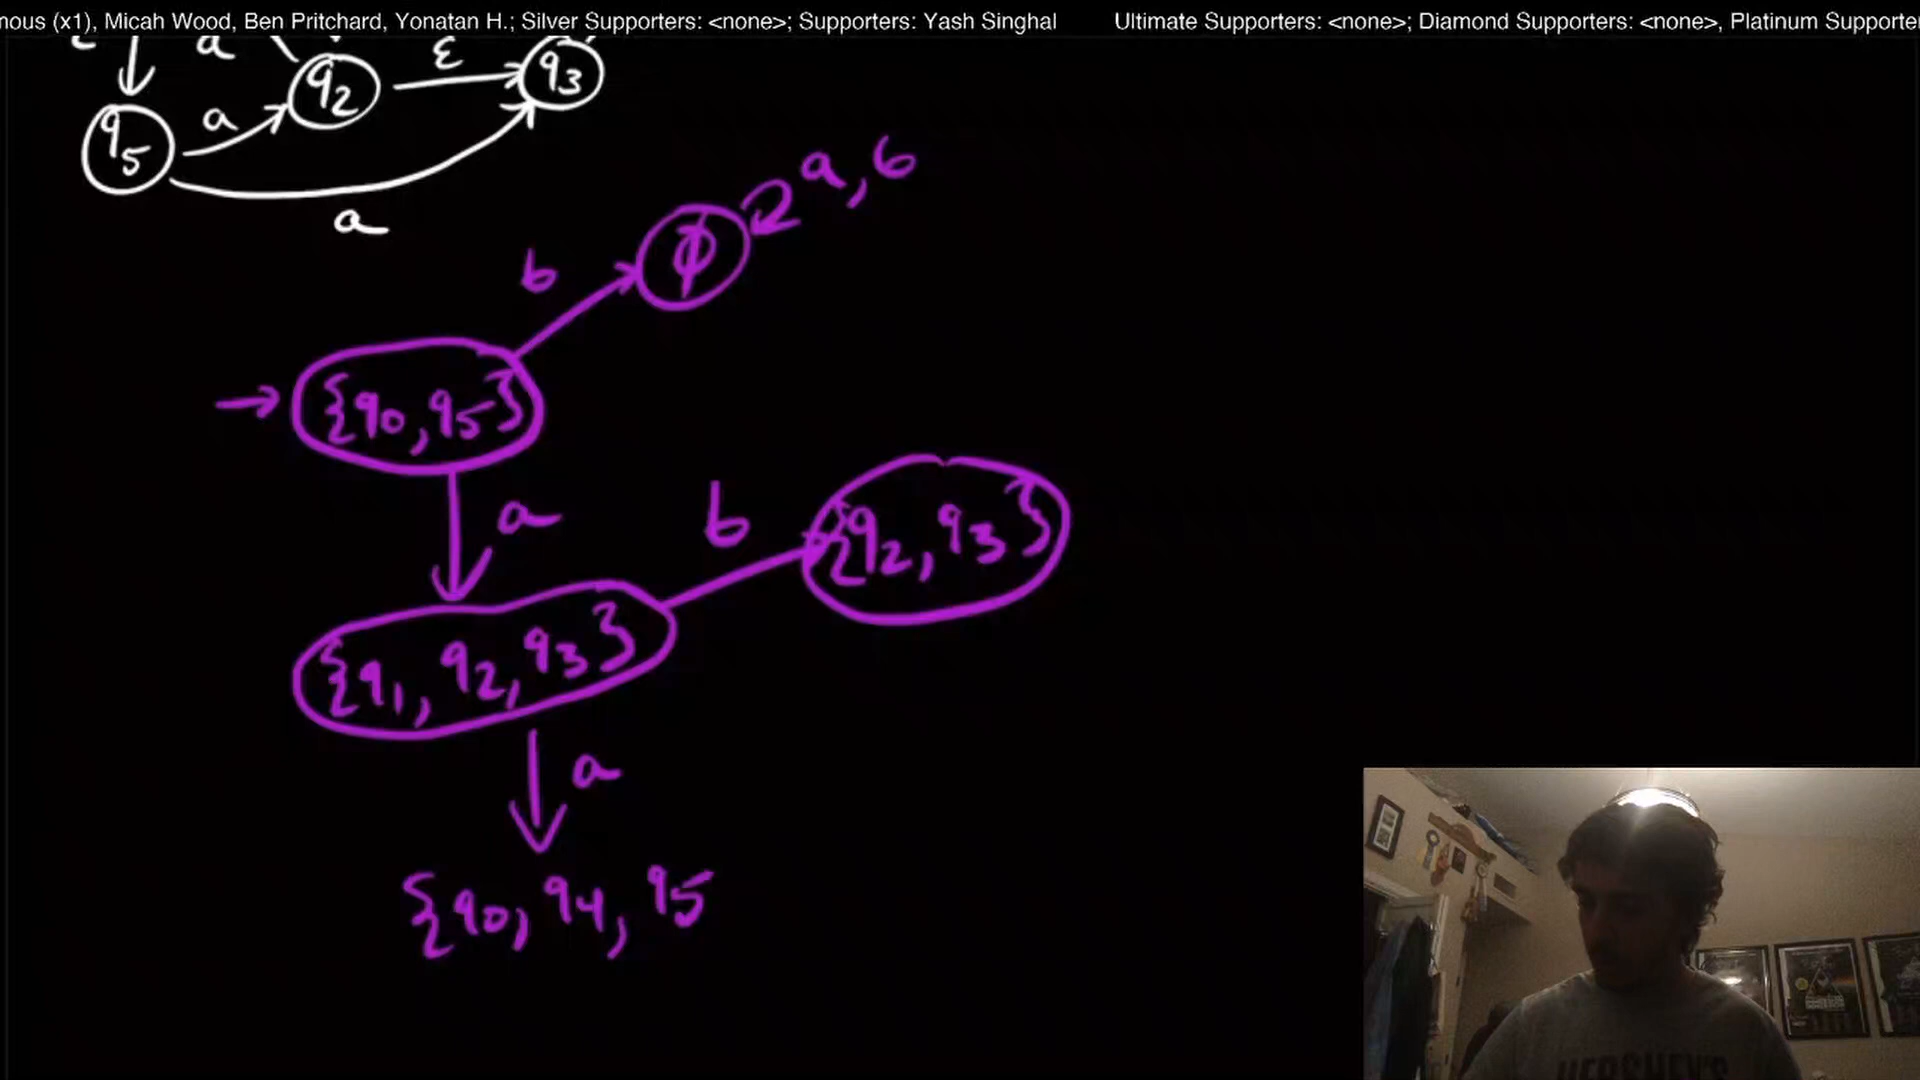 nous (x1), Micah Wood, Ben Pritchard, Yonatan H.; Silver Supporters: <none>; Supporters: Yash Singhal Ultimate Supporters: <none>; Diamond Supporters: <none>, Platinum Supporte
a
ε
q2
q3
a
q5
a
a, b
φ
b
{q0, q5}
a
b
{q2, q3}
{q1, q2, q3}
a
{q0, q4, q5
HERSHEY'S